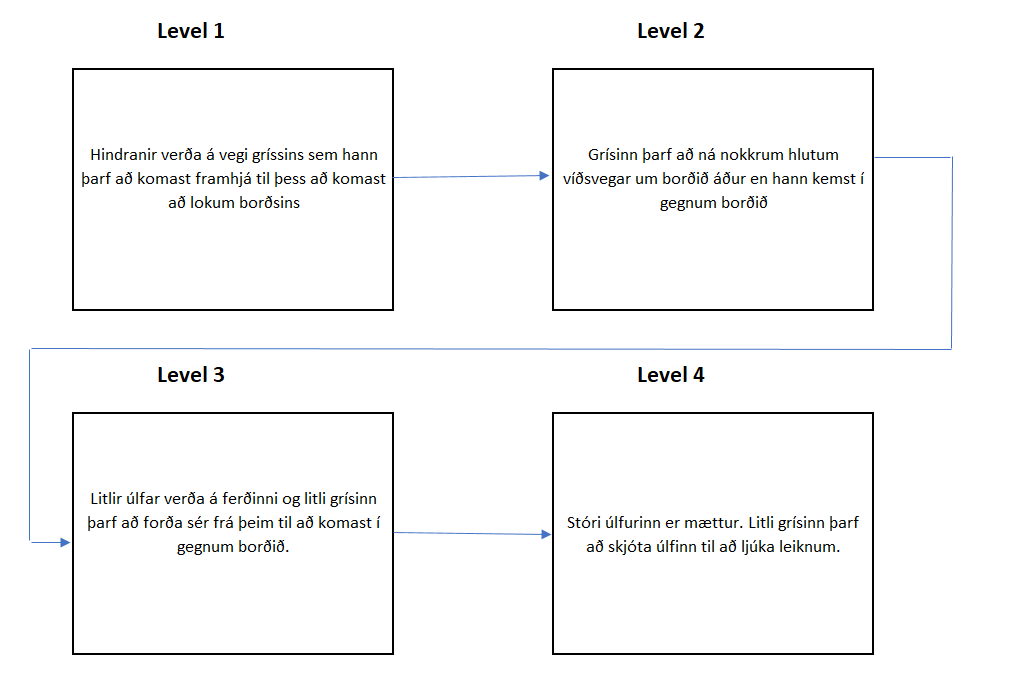 Level 1
Hindranir verða á vegi gríssins sem hann
þarf að komast framhjá til þess að komast
að lokum borðsins
Level 2
Grísinn þarf að ná nokkrum hlutum
víðsvegar um borðið áður en hann kemst í
gegnum borðið
Level 3
Litlir úlfar verða á ferðinni og litli grísinn
þarf að forða sér frá þeim til að komast í
gegnum borðið.
Level 4
Stóri úlfurinn er mættur. Litli grísinn þarf
að skjóta úlfinn til að ljúka leiknum.